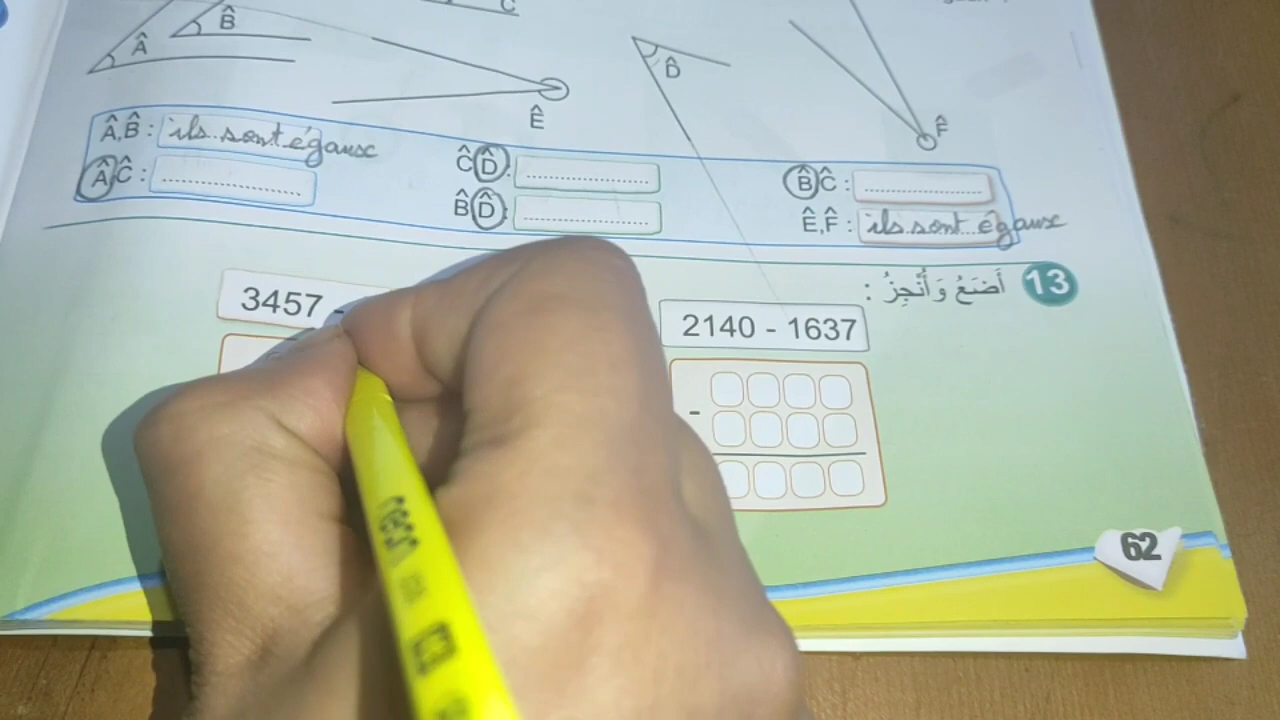 C
B̂
Â
D̂
Ê
F̂
Â,B̂ : ils sont égaux
ĈD̂ :
B̂Ĉ :
ÂĈ :
B̂D̂ :
Ê,F̂ : ils sont égaux
13 أَضَعُ وَأُنْجِزُ :
3457 -
2140 - 1637
-
62